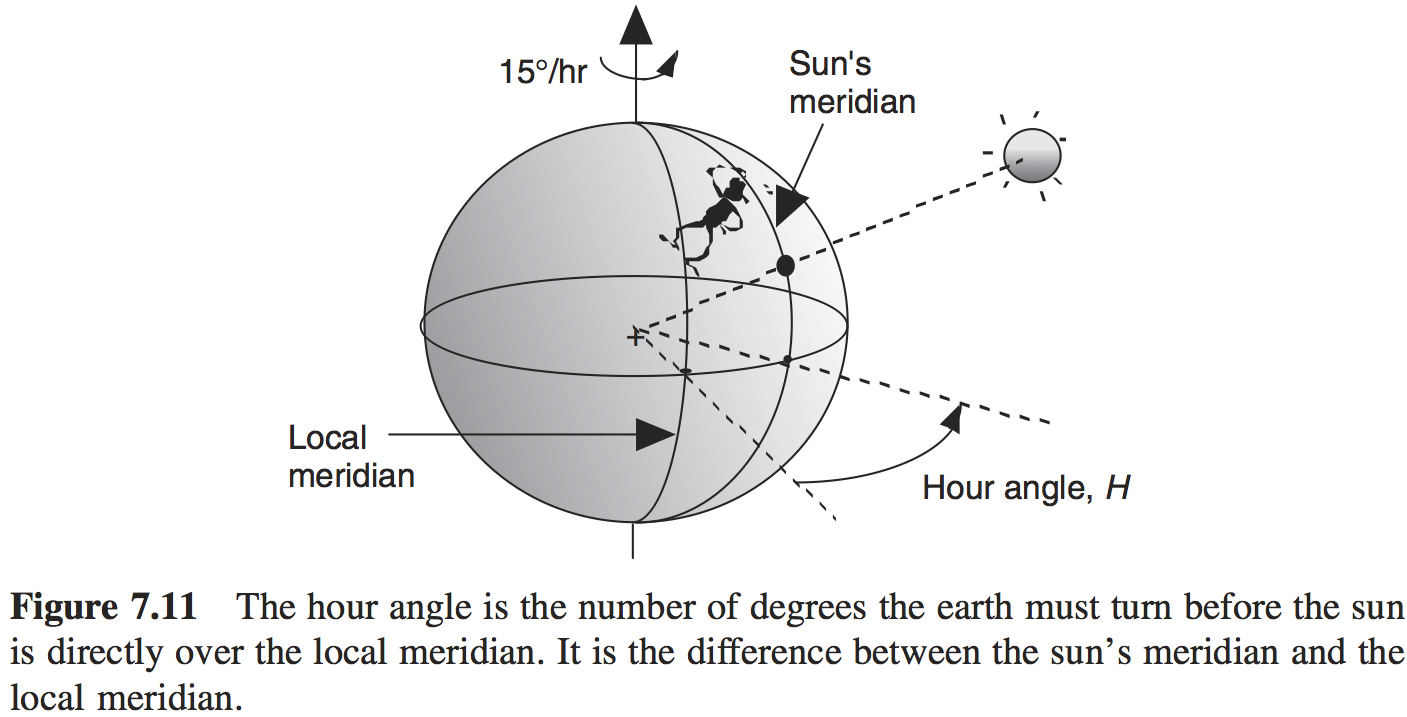 15°/hr
Sun's
meridian
Local
meridian
Hour angle, H
Figure 7.11 The hour angle is the number of degrees the earth must turn before the sun
is directly over the local meridian. It is the difference between the sun’s meridian and the
local meridian.